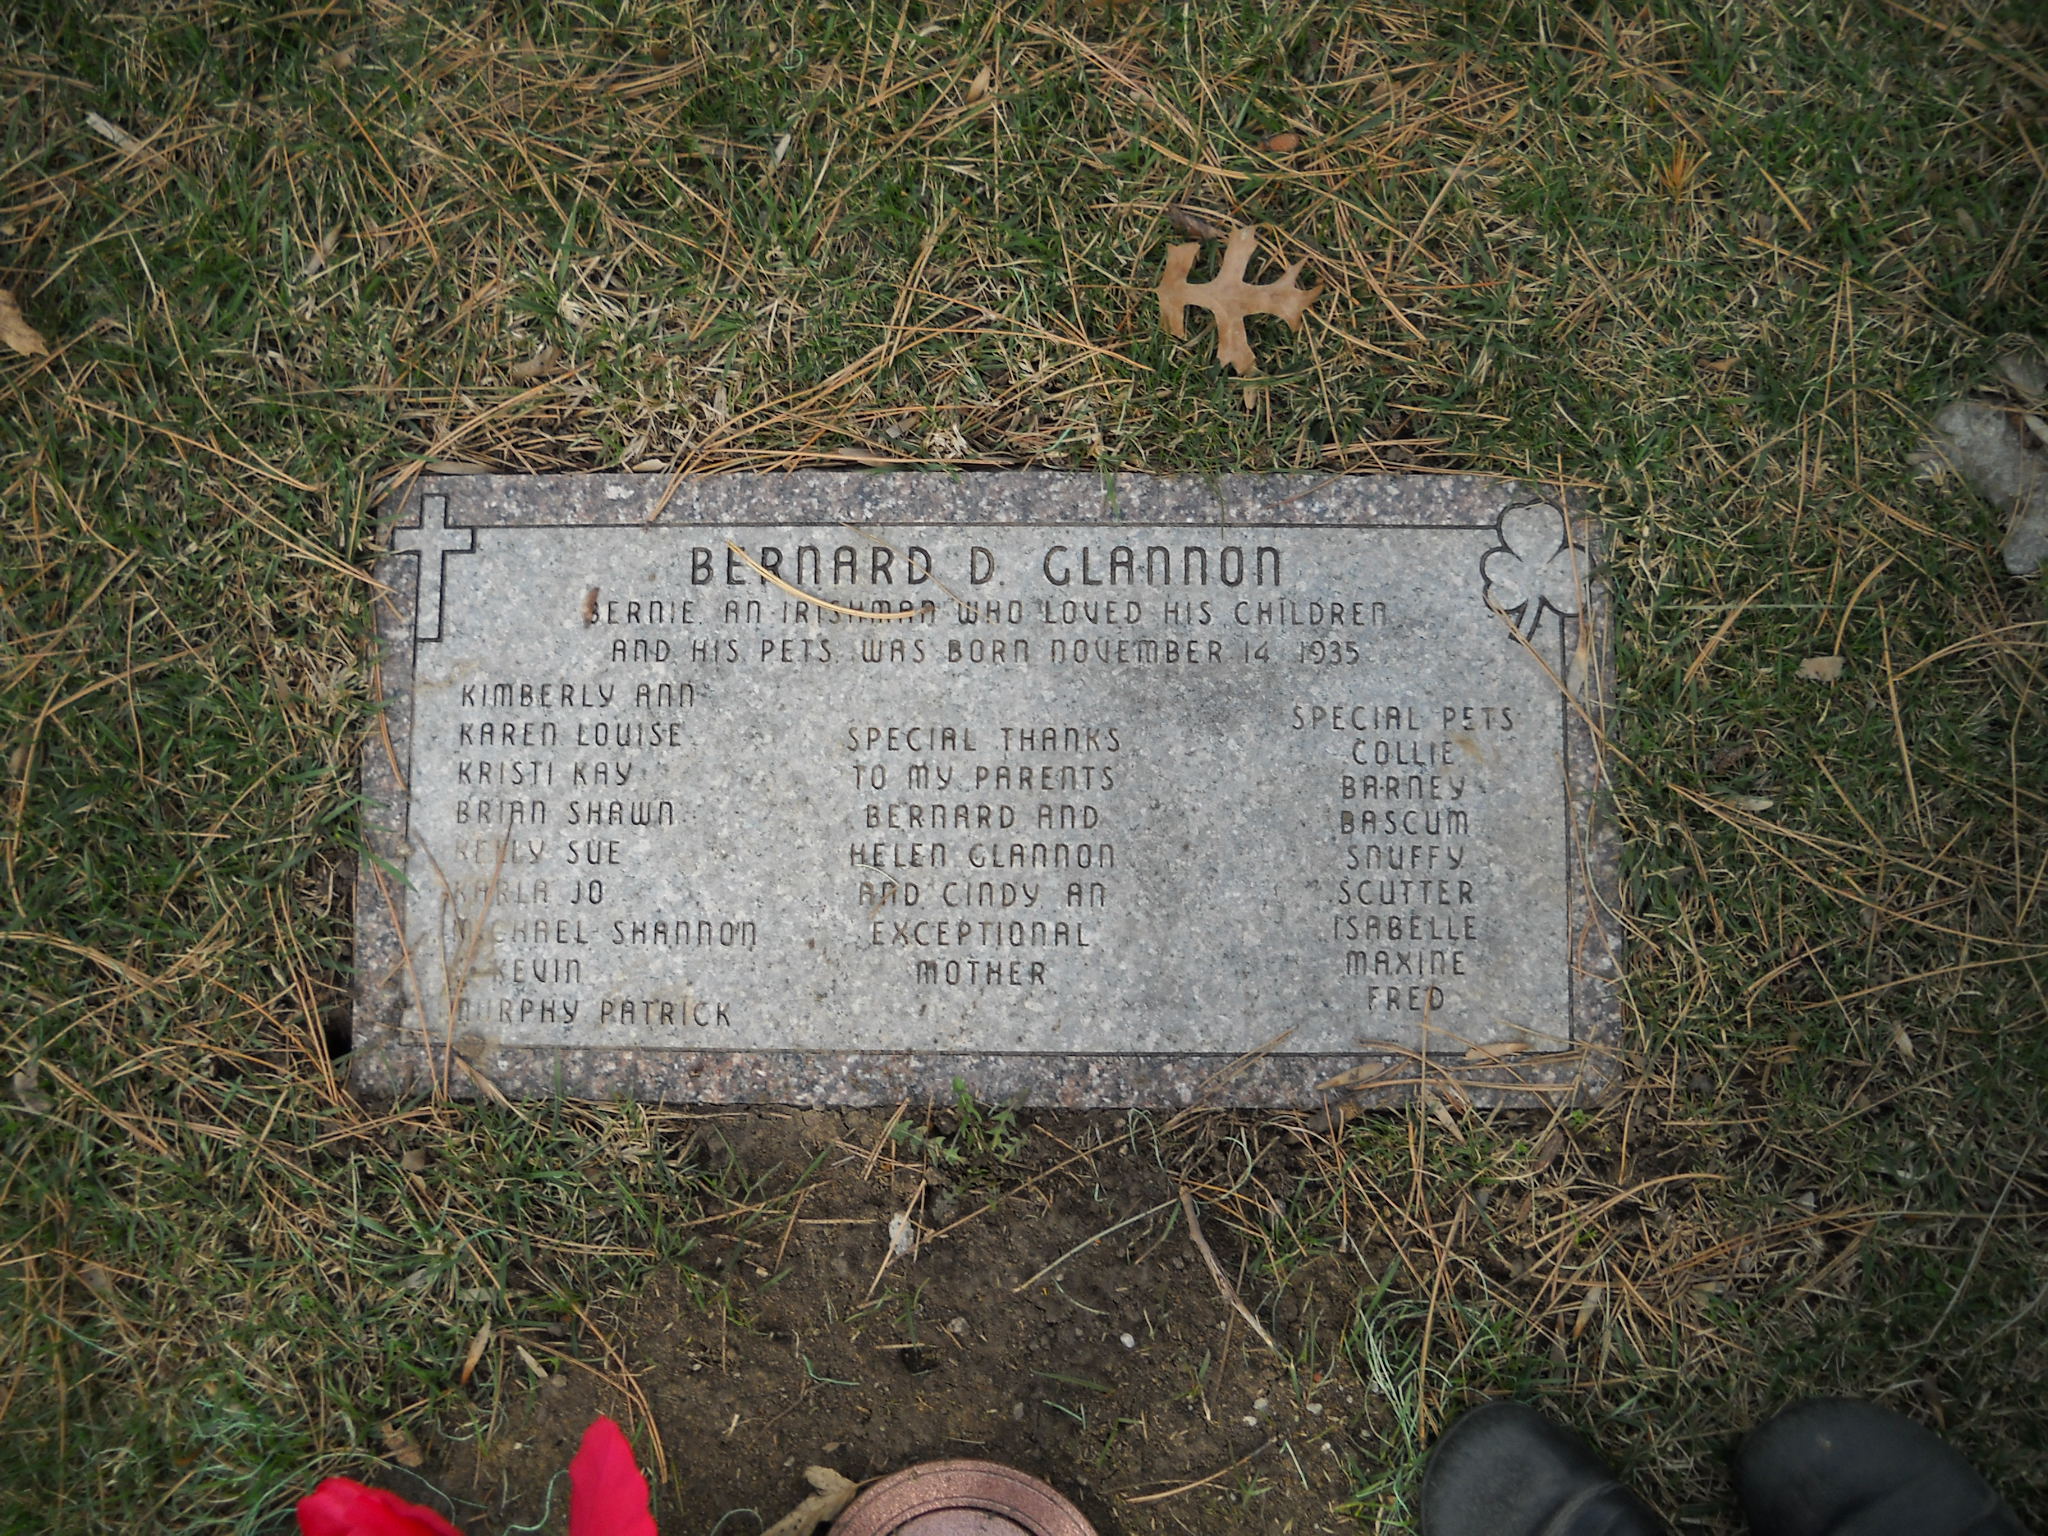 BERNARD D. GLANNON
BERNIE, AN IRISHMAN WHO LOVED HIS CHILDREN
AND HIS PETS, WAS BORN NOVEMBER 14, 1935
KIMBERLY ANN
KAREN LOUISE
KRISTI KAY
BRIAN SHAWN
KELLY SUE
KARLA JO
MICHAEL SHANNON
KEVIN
MURPHY PATRICK
SPECIAL THANKS
TO MY PARENTS
BERNARD AND
HELEN GLANNON
AND CINDY, AN
EXCEPTIONAL
MOTHER
SPECIAL PETS
COLLIE
BARNEY
BASCUM
SNUFFY
SCUTTER
ISABELLE
MAXINE
FRED